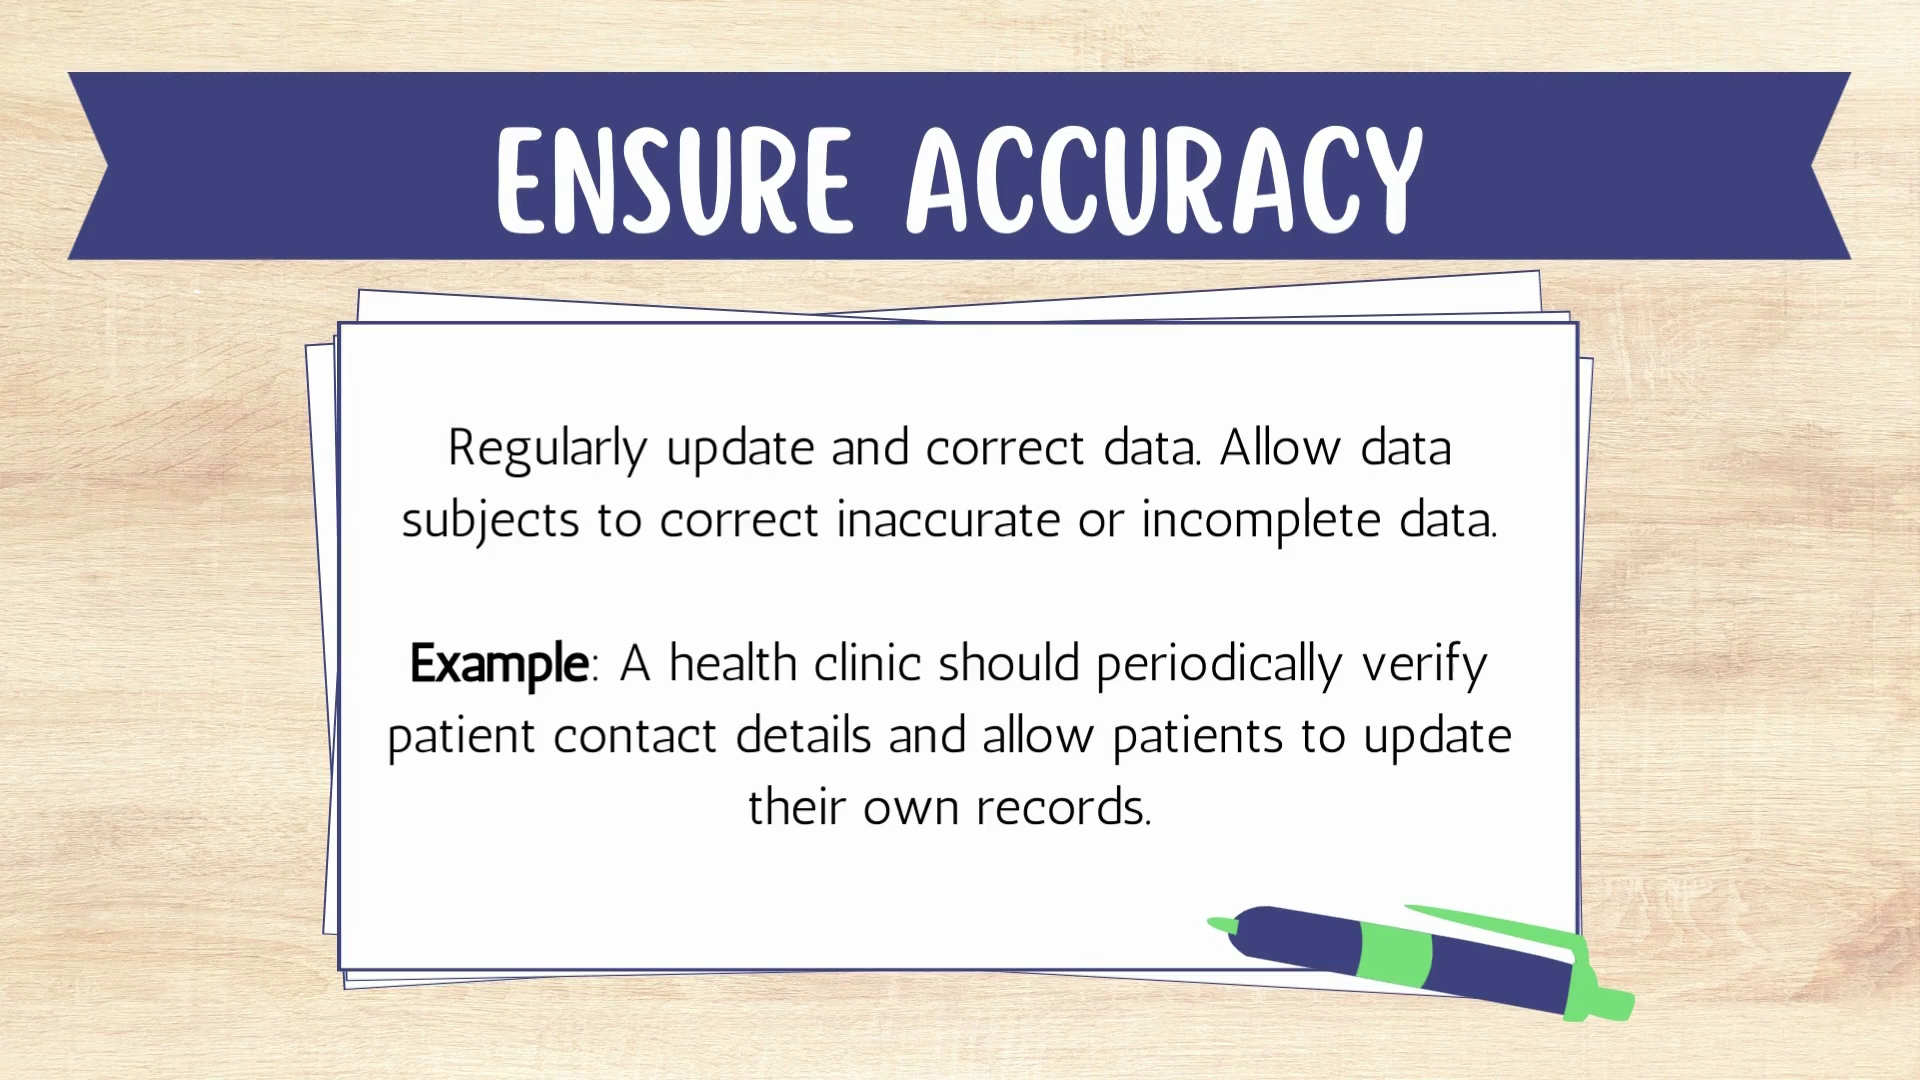 ENSURE ACCURACY
Regularly update and correct data. Allow data
subjects to correct inaccurate or incomplete data.
Example: A health clinic should periodically verify
patient contact details and allow patients to update
their own records.